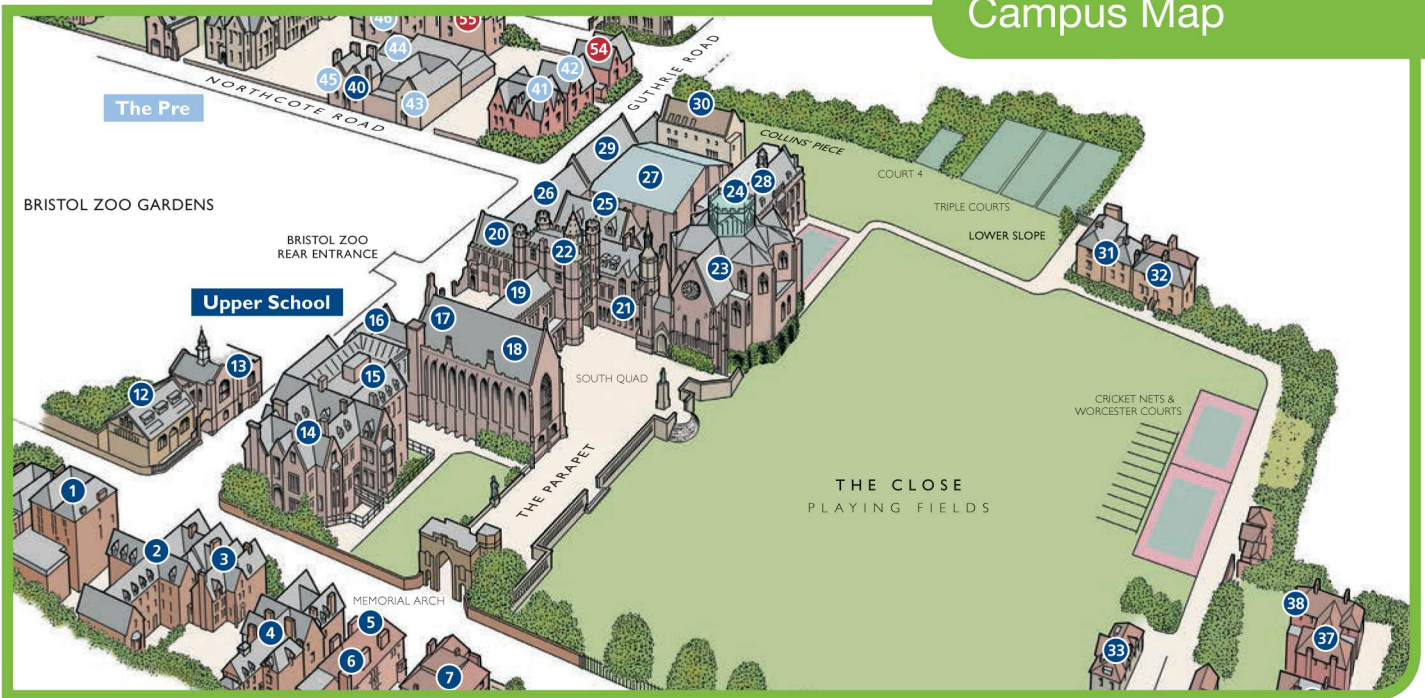 Campus Map
46
55
44
54
45
40
42
41
43
NORTHCOTE ROAD
GUTHRIE ROAD
The Pre
30
COLLINS' PIECE
COURT 4
TRIPLE COURTS
LOWER SLOPE
29
27
28
24
26
25
BRISTOL ZOO GARDENS
BRISTOL ZOO
REAR ENTRANCE
20
22
23
31
32
19
21
Upper School
16
17
18
15
13
12
14
SOUTH QUAD
CRICKET NETS &
WORCESTER COURTS
THE PARAPET
THE CLOSE
PLAYING FIELDS
1
2
3
MEMORIAL ARCH
4
5
6
7
33
38
37